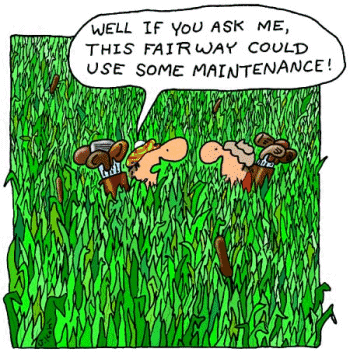 WELL IF YOU ASK ME,
THIS FAIRWAY COULD
USE SOME MAINTENANCE!